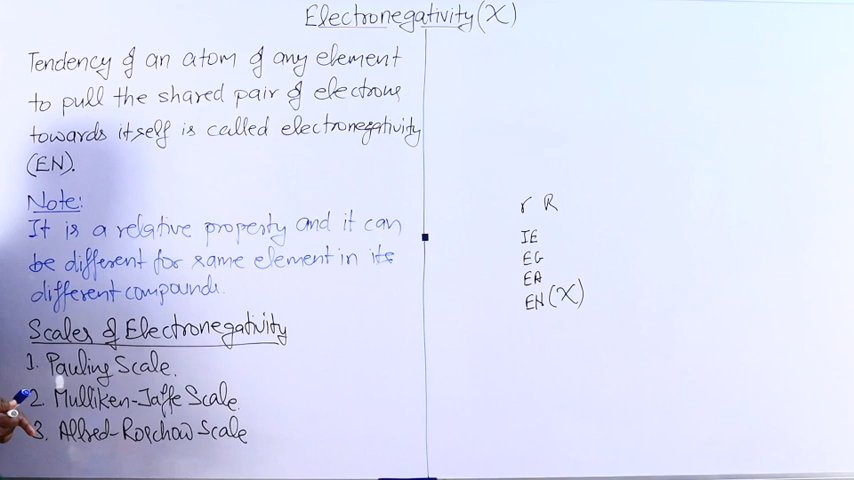 Electronegativity (X)
Tendency of an atom of any element
to pull the shared pair of electrons
towards itself is called electronegativity
(EN).
Note:
It is a relative property and it can
be different for same element in its
different compounds.
Scales of Electronegativity
1. Pauling Scale.
2. Mulliken-Jaffe Scale.
3. Allred-Rochow Scale
r R
IE
EG
EA
EN (X)